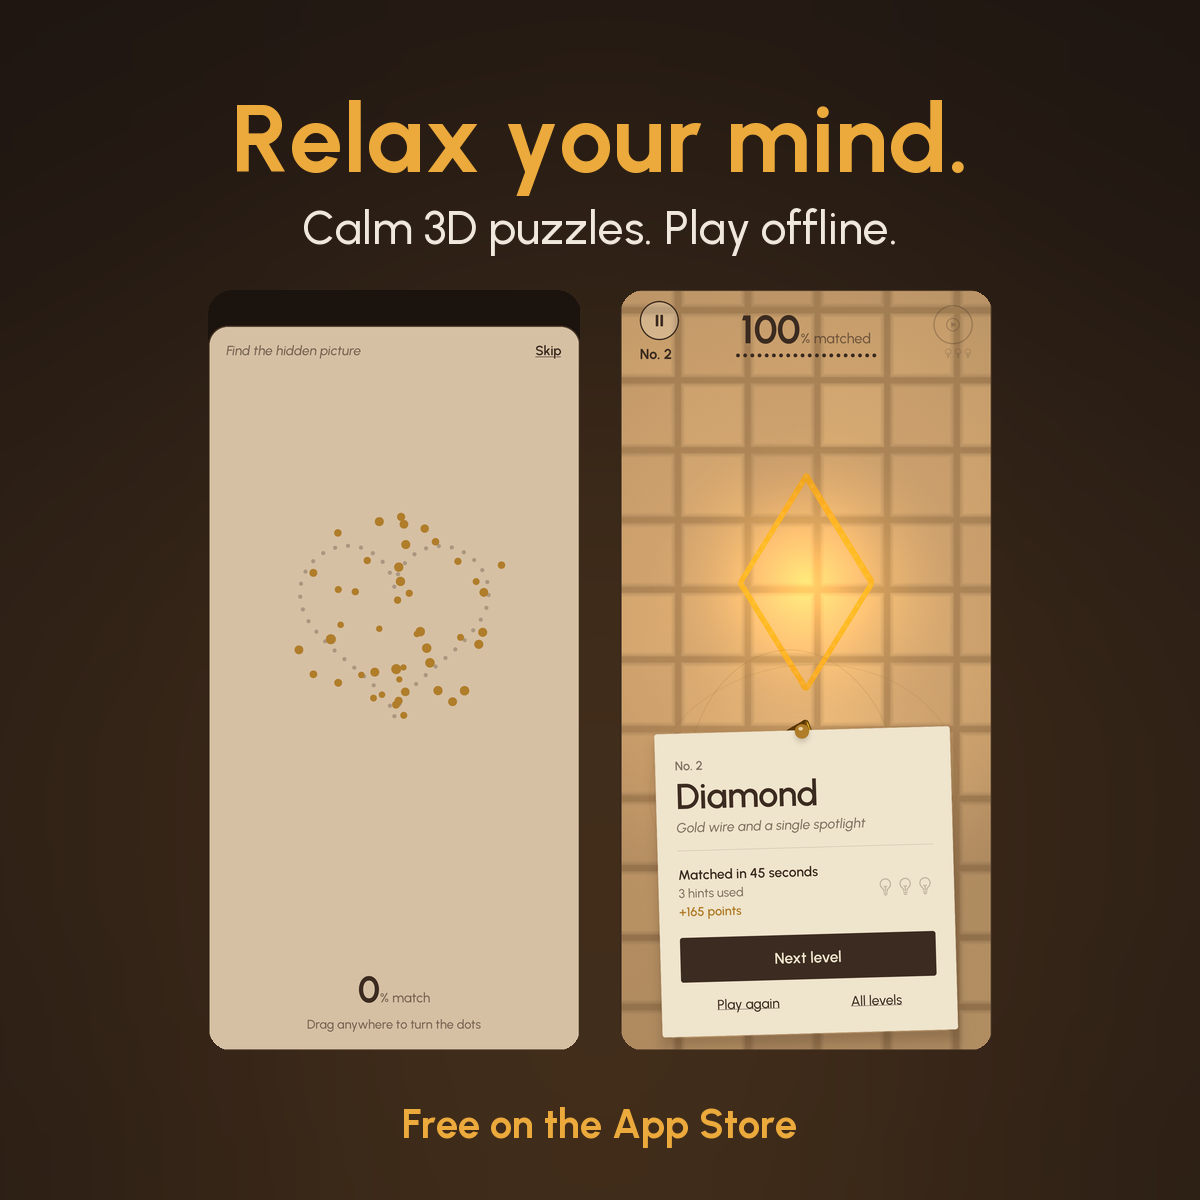 Relax your mind.
Calm 3D puzzles. Play offline.
Find the hidden picture
Skip
0% match
Drag anywhere to turn the dots
No. 2
100% matched
No. 2
Diamond
Gold wire and a single spotlight
Matched in 45 seconds
3 hints used
+165 points
Next level
Play again
All levels
Free on the App Store